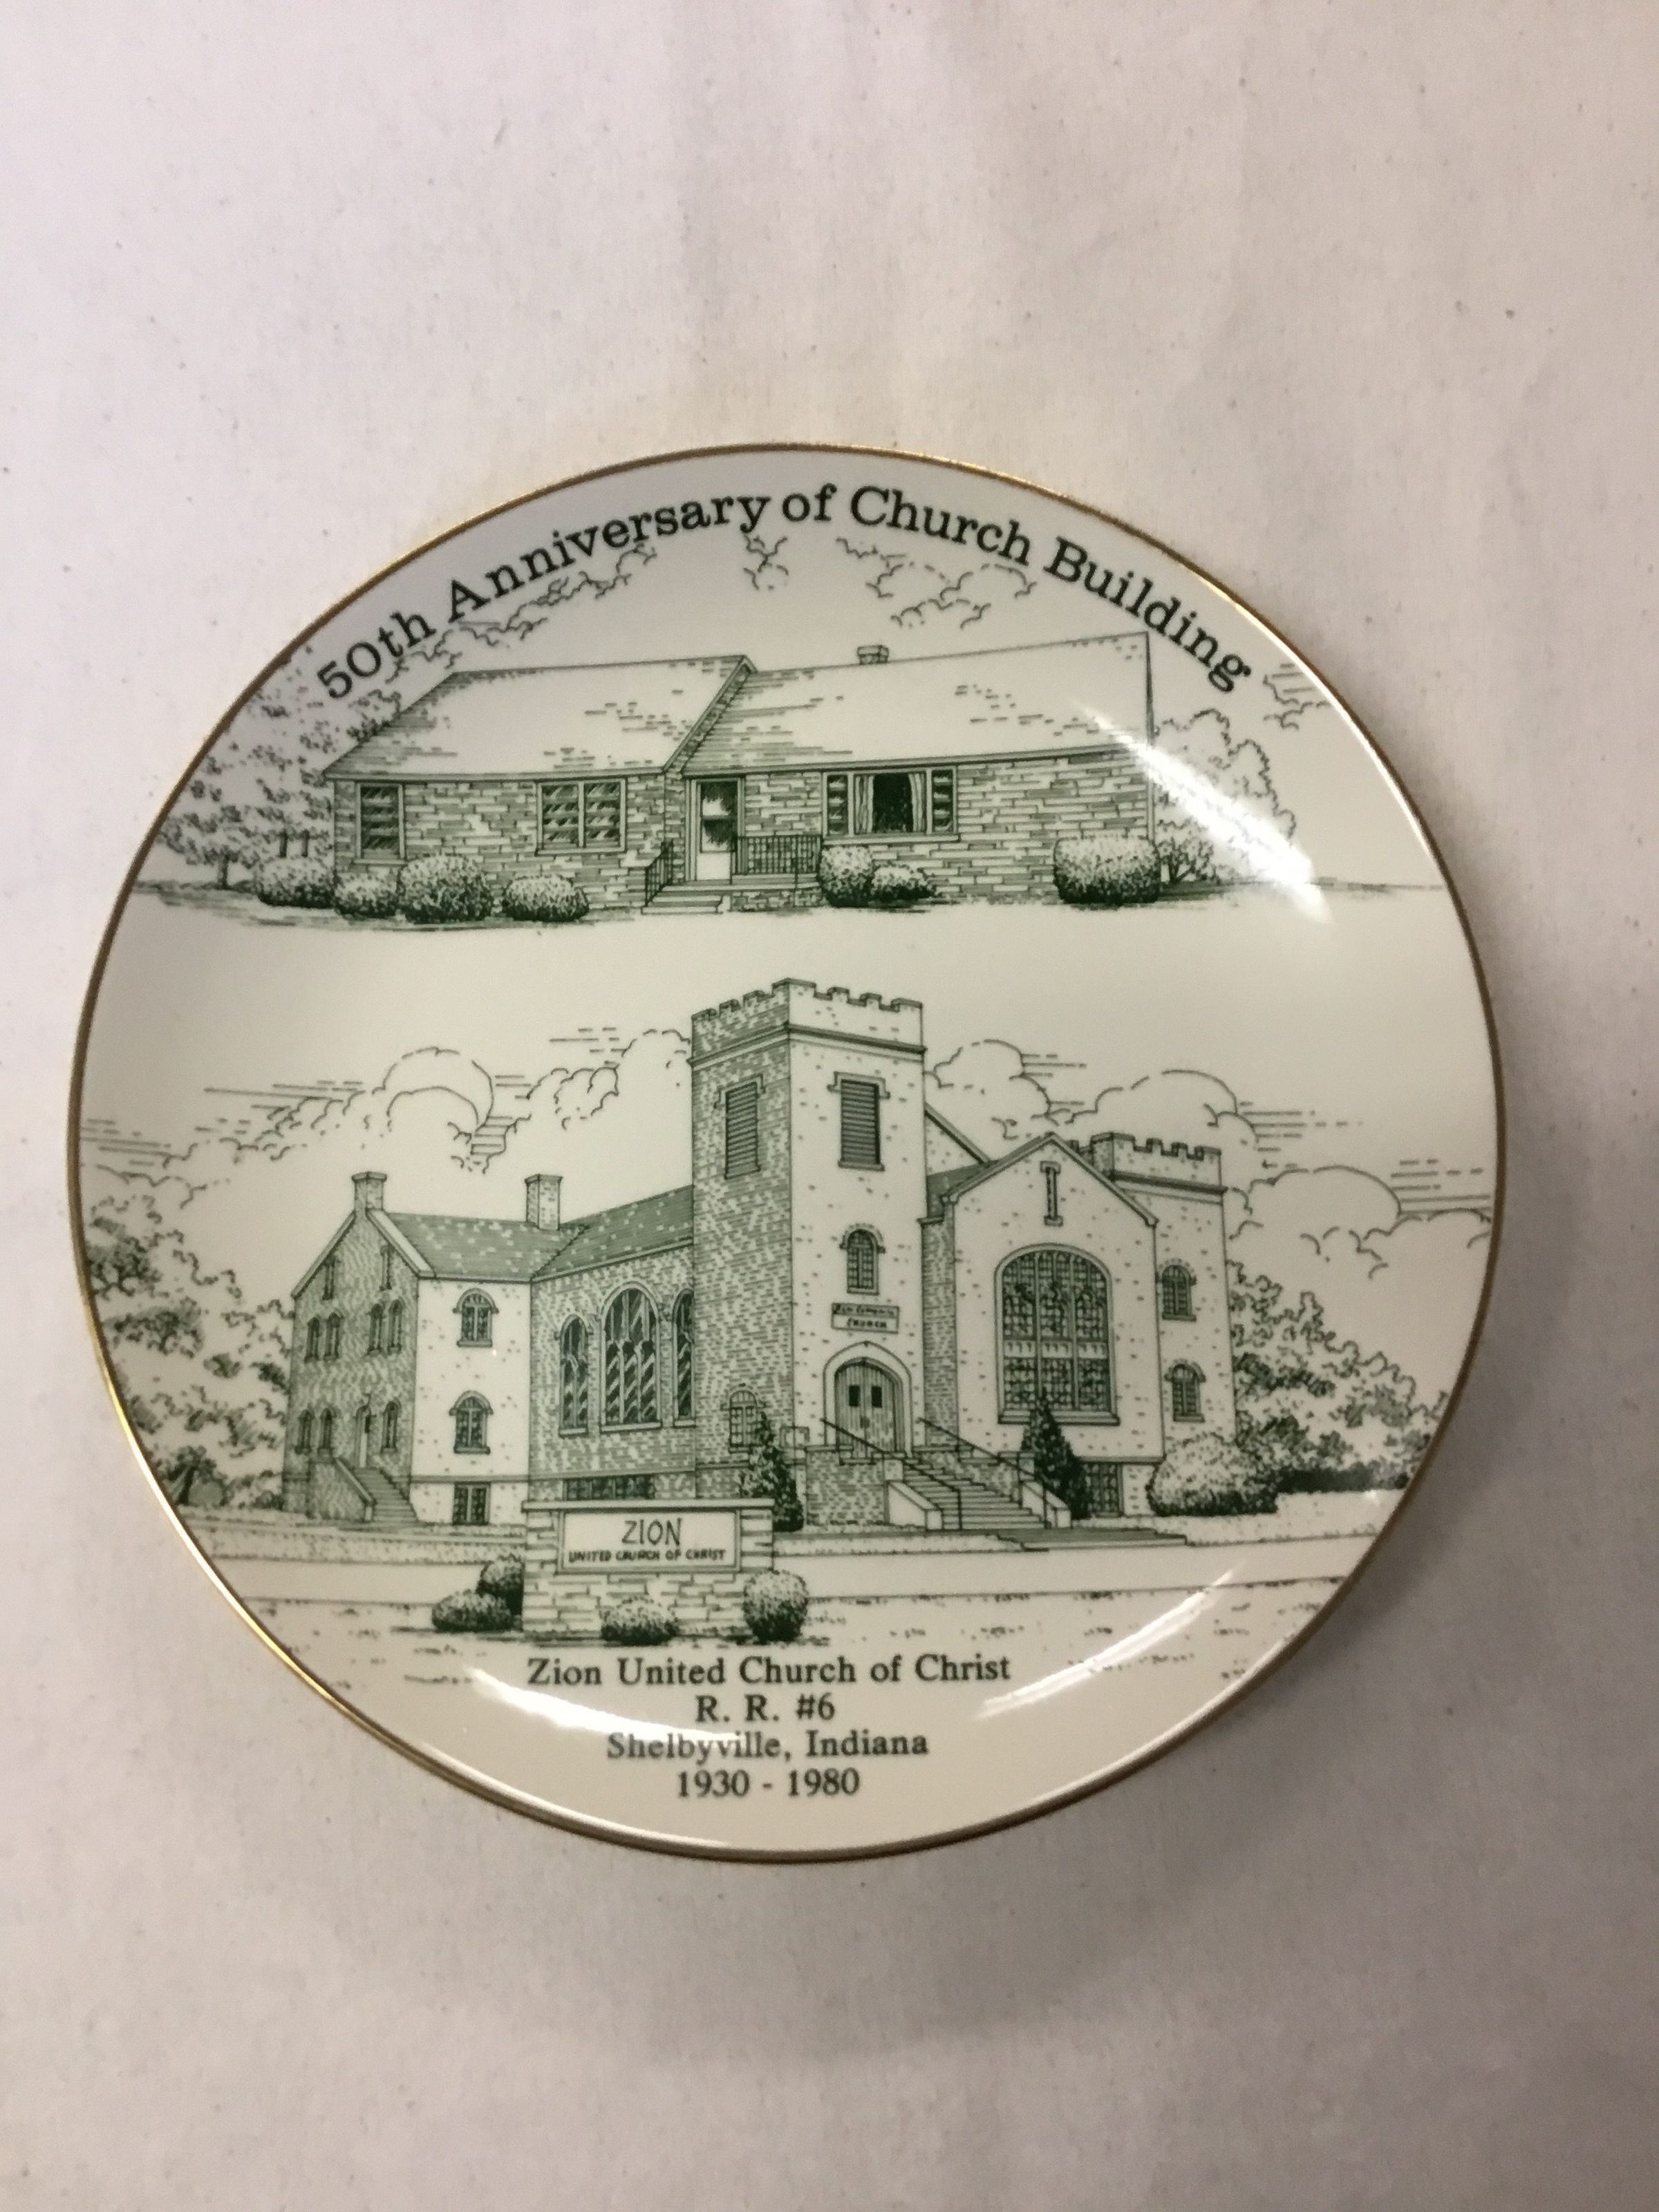 50th Anniversary of Church Building
CHURCH
ZION
UNITED CHURCH OF CHRIST
Zion United Church of Christ
R. R. #6
Shelbyville, Indiana
1930 - 1980